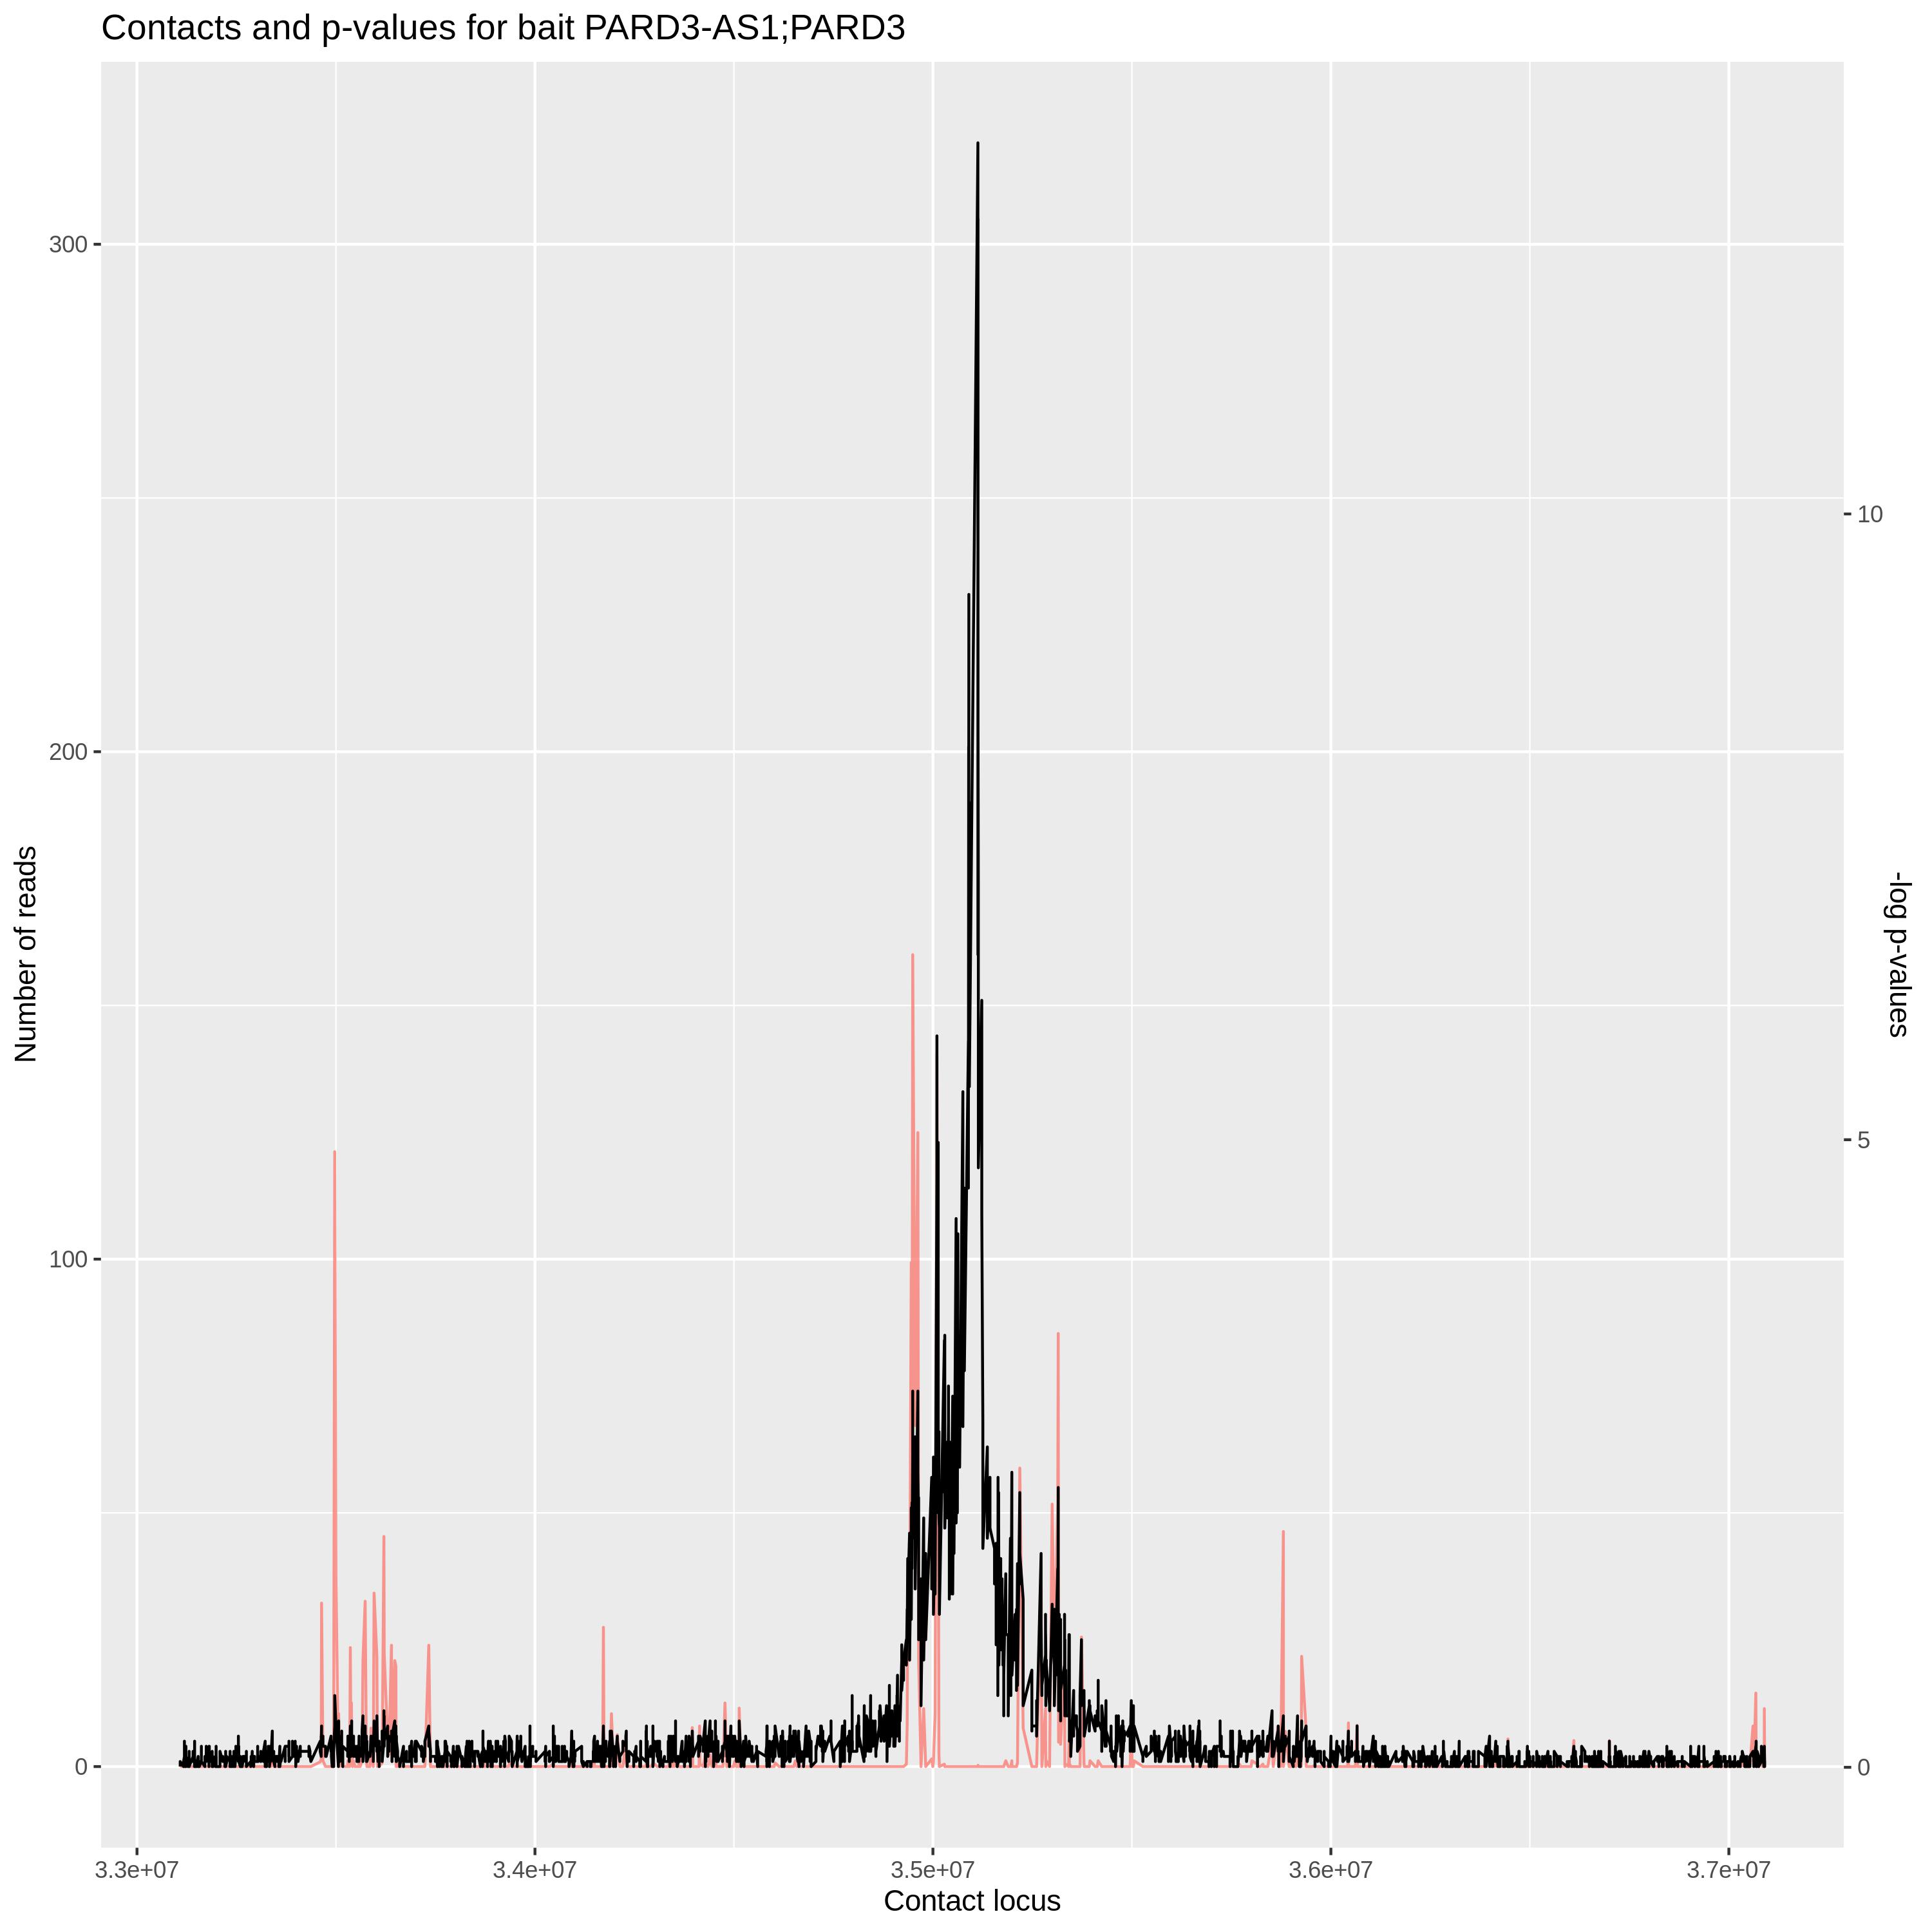 Contacts and p-values for bait PARD3-AS1;PARD3
300
200
100
0
Number of reads
10
5
0
-log p-values
3.3e+07
3.4e+07
3.5e+07
3.6e+07
3.7e+07
Contact locus